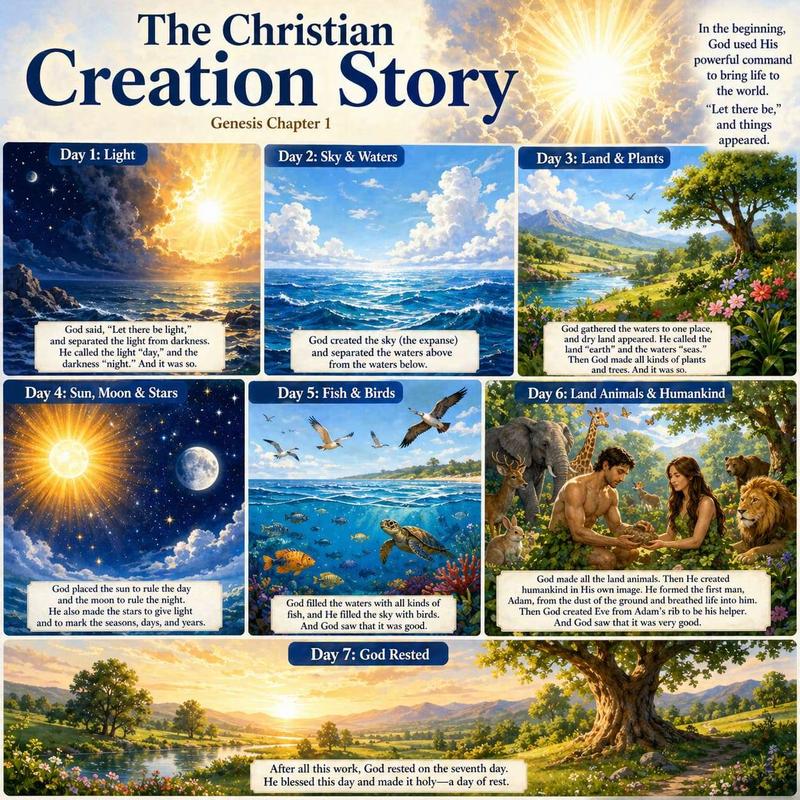 The Christian
Creation Story
Genesis Chapter 1
In the beginning,
God used His
powerful command
to bring life to
the world.
“Let there be,”
and things
appeared.
Day 1: Light
God said, “Let there be light,”
and separated the light from darkness.
He called the light “day,” and the
darkness “night.” And it was so.
Day 2: Sky & Waters
God created the sky (the expanse)
and separated the waters above
from the waters below.
Day 3: Land & Plants
God gathered the waters to one place,
and dry land appeared. He called the
land “earth” and the waters “seas.”
Then God made all kinds of plants
and trees. And it was so.
Day 4: Sun, Moon & Stars
God placed the sun to rule the day
and the moon to rule the night.
He also made the stars to give light
and to mark the seasons, days, and years.
Day 5: Fish & Birds
God filled the waters with all kinds of
fish, and He filled the sky with birds.
And God saw that it was good.
Day 6: Land Animals & Humankind
God made all the land animals. Then He created
humankind in His own image. He formed the first man,
Adam, from the dust of the ground and breathed life into him.
Then God created Eve from Adam’s rib to be his helper.
And God saw that it was very good.
Day 7: God Rested
After all this work, God rested on the seventh day.
He blessed this day and made it holy—a day of rest.